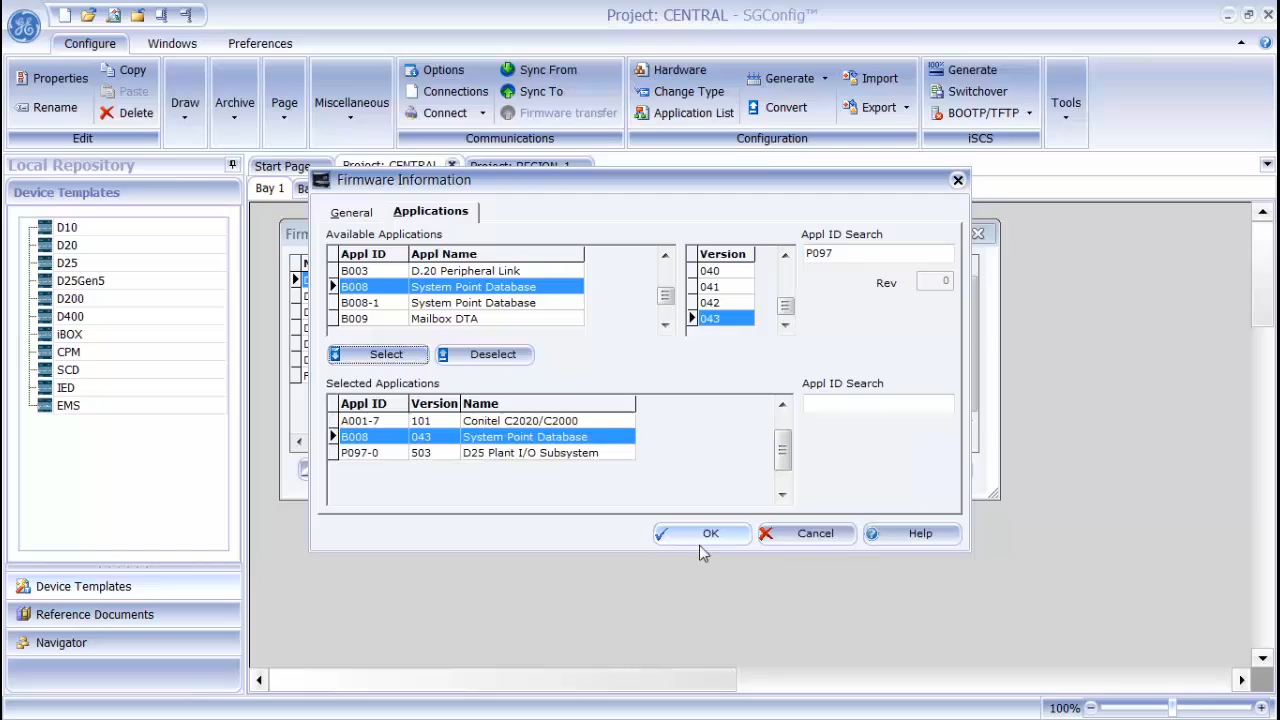 Project: CENTRAL - SGConfig™
Configure Windows Preferences
Properties
Rename
Copy
Paste
Delete
Edit
Draw
Archive
Page
Miscellaneous
Options
Connections
Connect
Sync From
Sync To
Firmware transfer
Communications
Hardware
Change Type
Application List
Generate
Convert
Import
Export
Configuration
Generate
Switchover
BOOTP/TFTP
iSCS
Tools
Local Repository
Device Templates
D10
D20
D25
D25Gen5
D200
D400
iBOX
CPM
SCD
IED
EMS
Device Templates
Reference Documents
Navigator
Start Page Project: CENTRAL Project: REGION 1
Bay 1 Ba
Firm
Firmware Information
General Applications
Available Applications
Appl ID Appl Name
B003 D.20 Peripheral Link
B008 System Point Database
B008-1 System Point Database
B009 Mailbox DTA
Version
040
041
042
043
Appl ID Search
P097
Rev 0
Select Deselect
Selected Applications
Appl ID Version Name
A001-7 101 Conitel C2020/C2000
B008 043 System Point Database
P097-0 503 D25 Plant I/O Subsystem
Appl ID Search
OK Cancel Help
100%